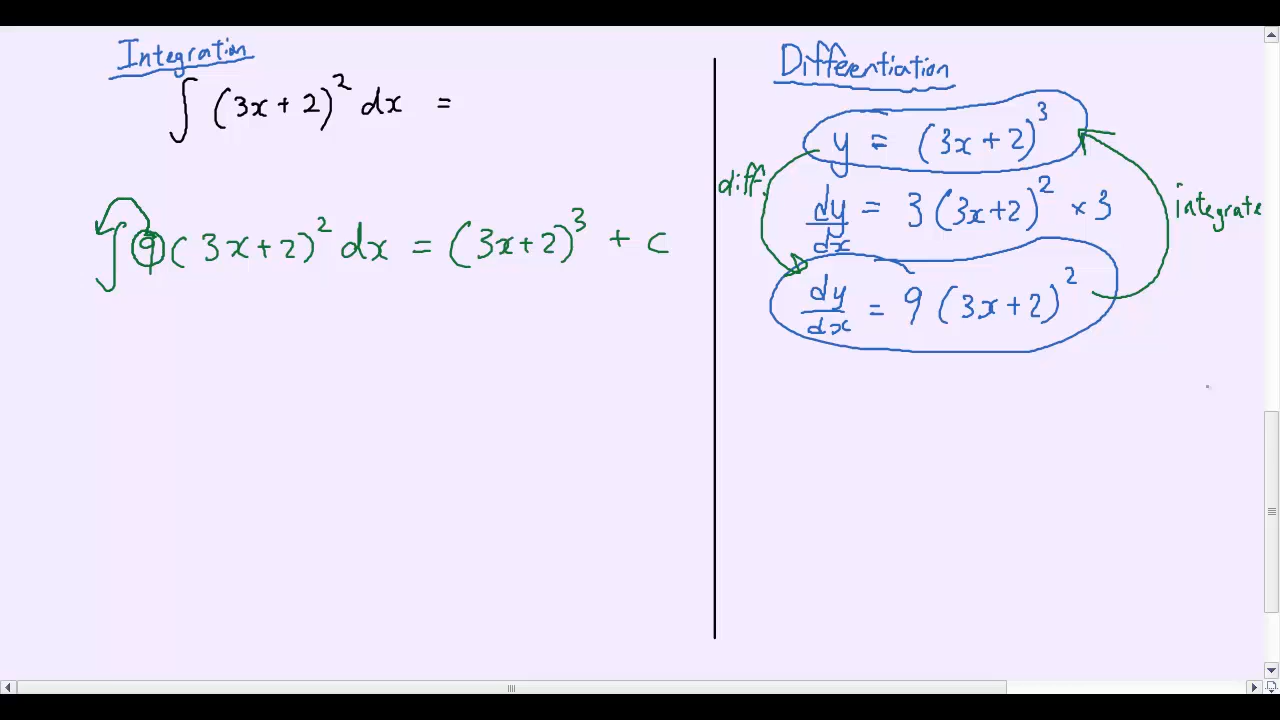 Integration
∫ (3x + 2)² dx =
∫ 9 (3x + 2)² dx = (3x + 2)³ + c
Differentiation
y = (3x + 2)³
diff.
dy/dx = 3 (3x + 2)² × 3
integrate
dy/dx = 9 (3x + 2)²